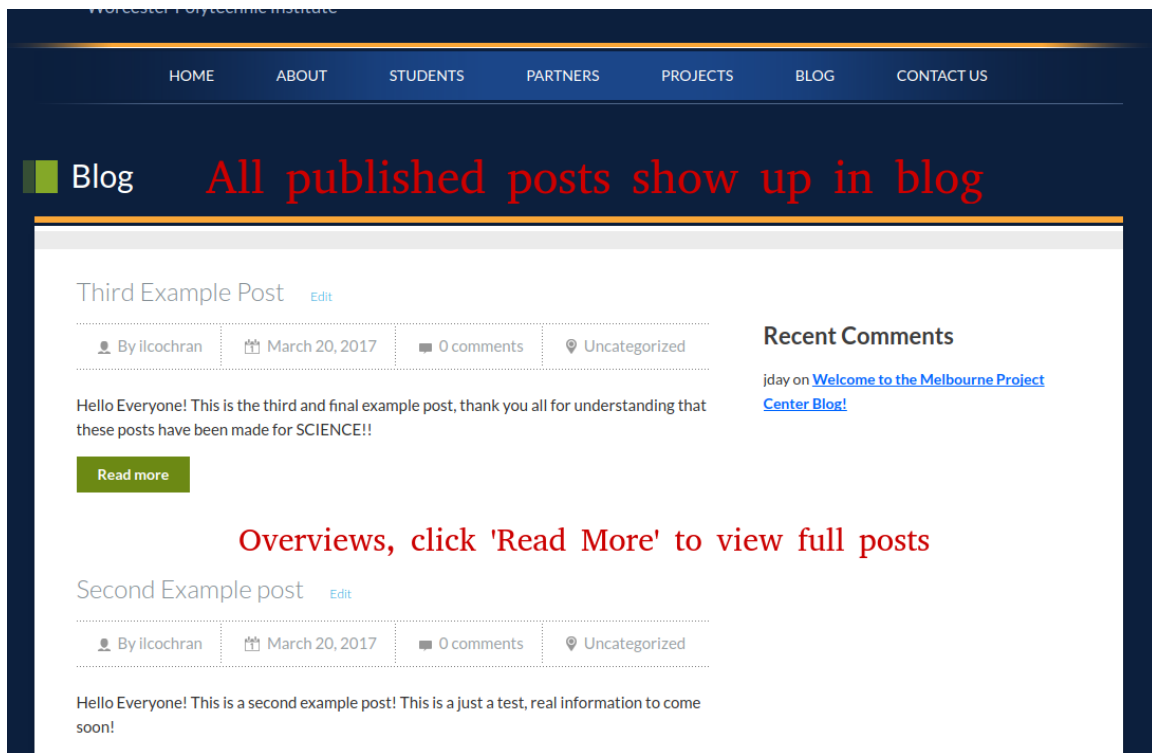 Worcester Polytechnic Institute
HOME ABOUT STUDENTS PARTNERS PROJECTS BLOG CONTACT US
Blog
All published posts show up in blog
Third Example Post Edit
By ilcochran March 20, 2017 0 comments Uncategorized
Hello Everyone! This is the third and final example post, thank you all for understanding that
these posts have been made for SCIENCE!!
Read more
Overviews, click 'Read More' to view full posts
Second Example post Edit
By ilcochran March 20, 2017 0 comments Uncategorized
Hello Everyone! This is a second example post! This is a just a test, real information to come
soon!
Recent Comments
jday on Welcome to the Melbourne Project
Center Blog!